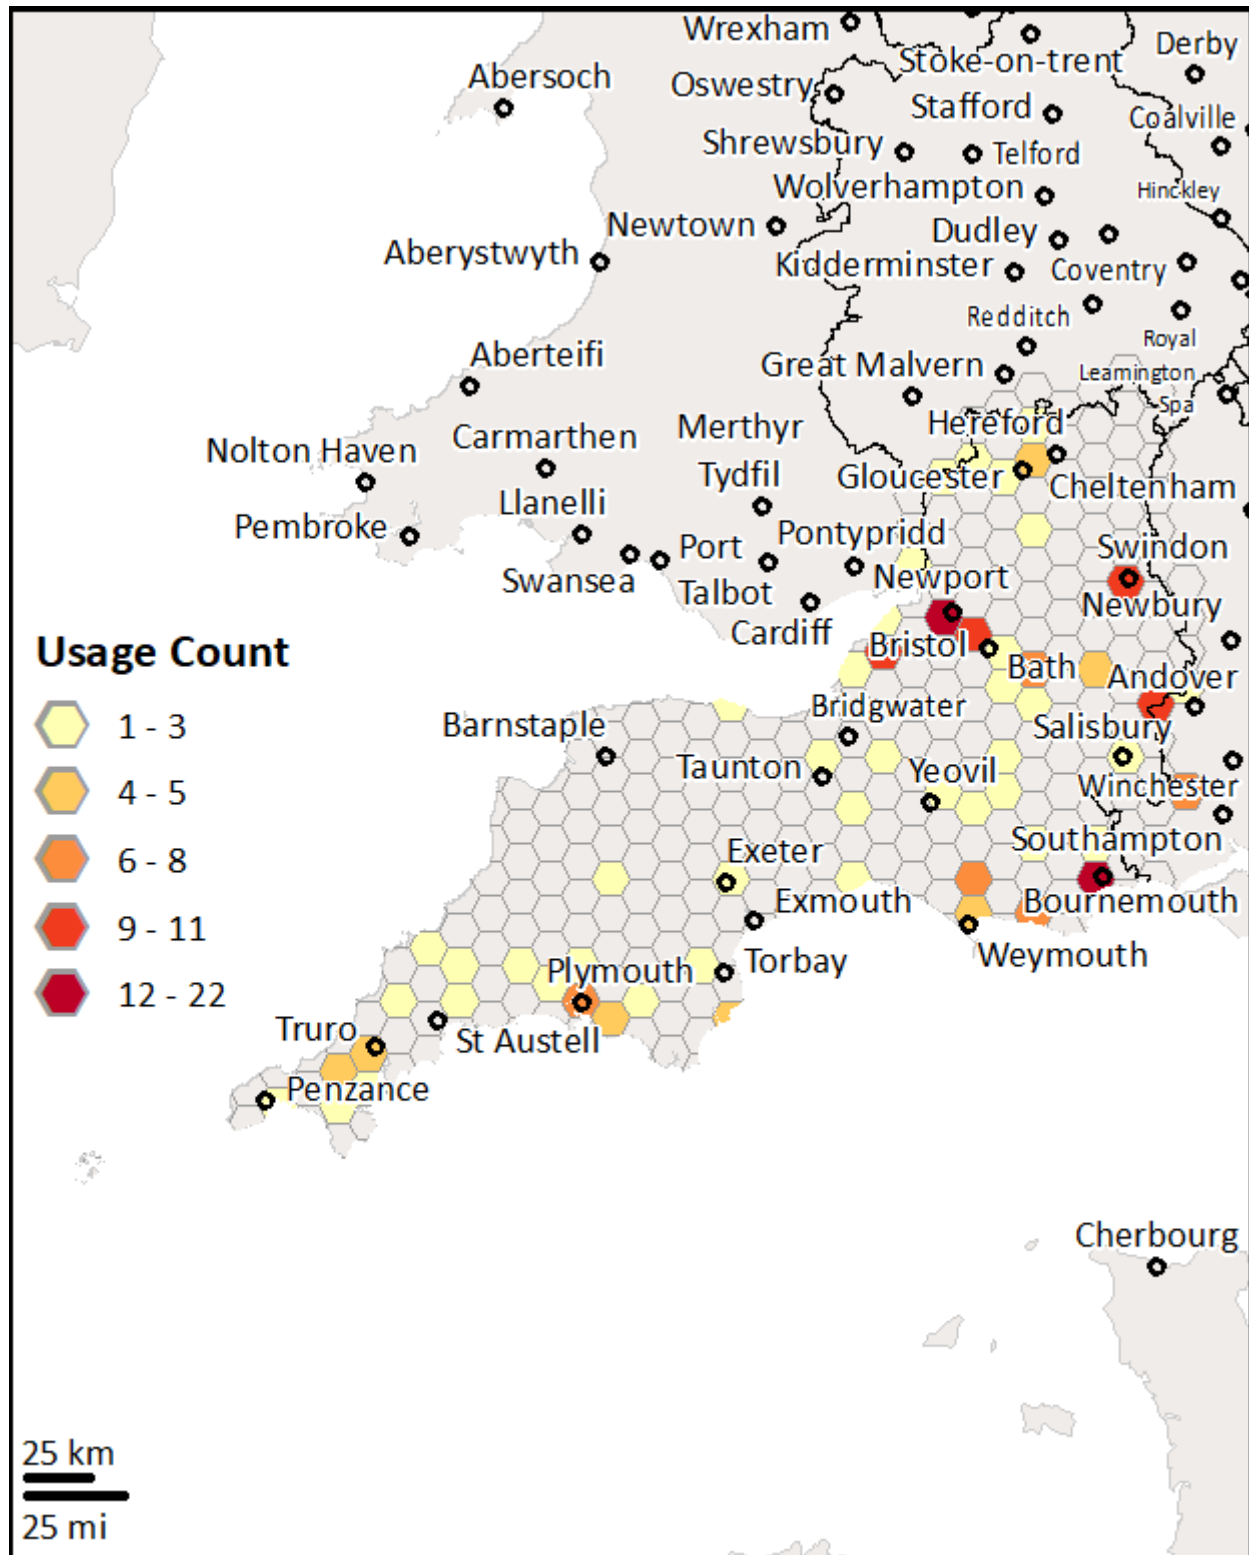 Wrexham
Derby
Stoke-on-trent
Abersoch
Oswestry
Stafford
Coalville
Shrewsbury
Telford
Wolverhampton
Hinckley
Newtown
Dudley
Aberystwyth
Kidderminster
Coventry
Redditch
Royal
Leamington
Spa
Aberteifi
Great Malvern
Hereford
Merthyr
Tydfil
Carmarthen
Nolton Haven
Gloucester
Cheltenham
Llanelli
Pembroke
Pontypridd
Port
Talbot
Swansea
Newport
Swindon
Newbury
Cardiff
Bristol
Bath
Andover
Usage Count
1 - 3
4 - 5
6 - 8
9 - 11
12 - 22
Barnstaple
Bridgwater
Salisbury
Taunton
Yeovil
Winchester
Exeter
Southampton
Exmouth
Bournemouth
Plymouth
Torbay
Weymouth
Truro
St Austell
Penzance
Cherbourg
25 km
25 mi